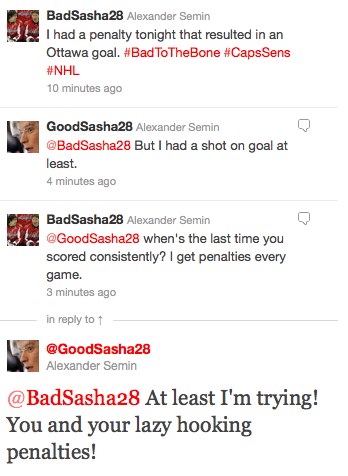 BadSasha28 Alexander Semin
I had a penalty tonight that resulted in an
Ottawa goal. #BadToTheBone #CapsSens
#NHL
10 minutes ago
GoodSasha28 Alexander Semin
@BadSasha28 But I had a shot on goal at
least.
4 minutes ago
BadSasha28 Alexander Semin
@GoodSasha28 when's the last time you
scored consistently? I get penalties every
game.
3 minutes ago
in reply to ↑
@GoodSasha28
Alexander Semin
@BadSasha28 At least I'm trying!
You and your lazy hooking
penalties!